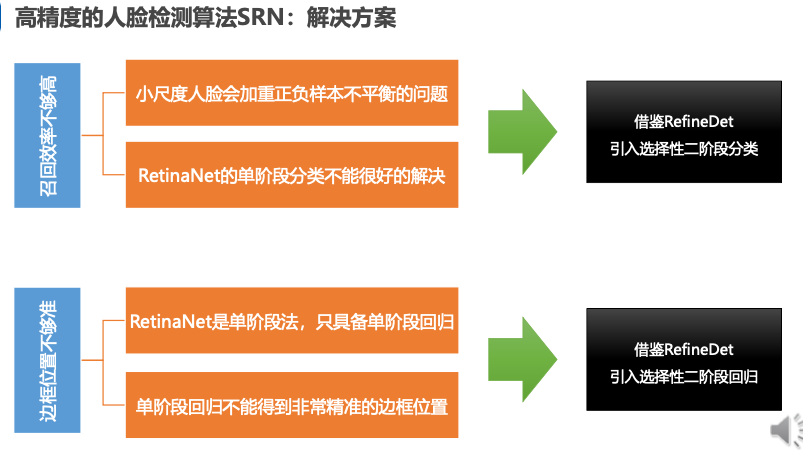 高精度的人脸检测算法SRN：解决方案
召回效率不够高
小尺度人脸会加重正负样本不平衡的问题
RetinaNet的单阶段分类不能很好的解决
借鉴RefineDet
引入选择性二阶段分类
边框位置不够准
RetinaNet是单阶段法，只具备单阶段回归
单阶段回归不能得到非常精准的边框位置
借鉴RefineDet
引入选择性二阶段回归